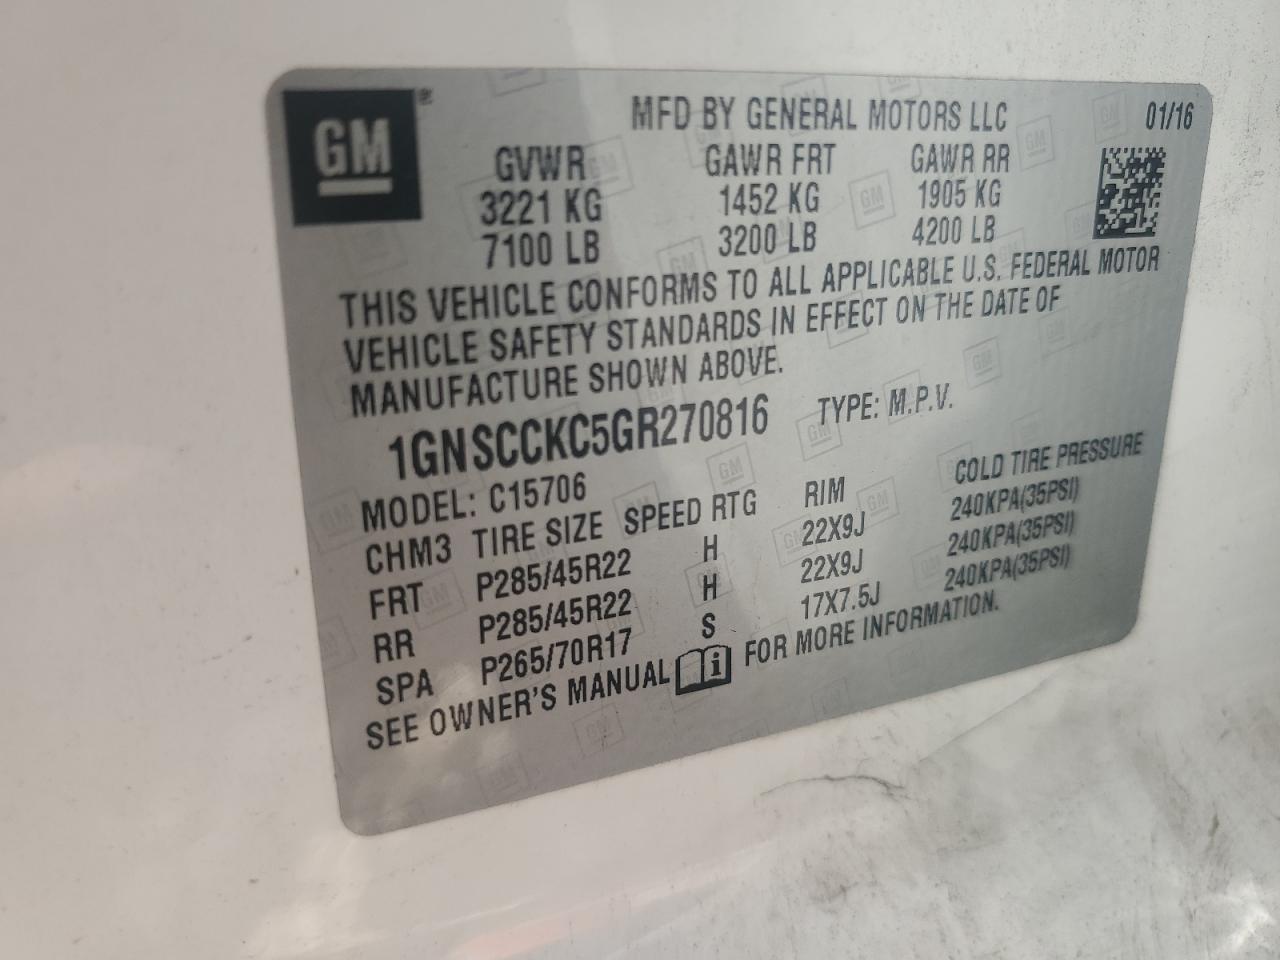 GM ®
MFD BY GENERAL MOTORS LLC 01/16
GVWR GAWR FRT GAWR RR
3221 KG 1452 KG 1905 KG
7100 LB 3200 LB 4200 LB
THIS VEHICLE CONFORMS TO ALL APPLICABLE U.S. FEDERAL MOTOR
VEHICLE SAFETY STANDARDS IN EFFECT ON THE DATE OF
MANUFACTURE SHOWN ABOVE.
1GNSCCKC5GR270816 TYPE: M.P.V.
MODEL: C15706
CHM3 TIRE SIZE SPEED RTG RIM COLD TIRE PRESSURE
FRT P285/45R22 H 22X9J 240KPA(35PSI)
RR P285/45R22 H 22X9J 240KPA(35PSI)
SPA P265/70R17 S 17X7.5J 240KPA(35PSI)
SEE OWNER'S MANUAL i FOR MORE INFORMATION.